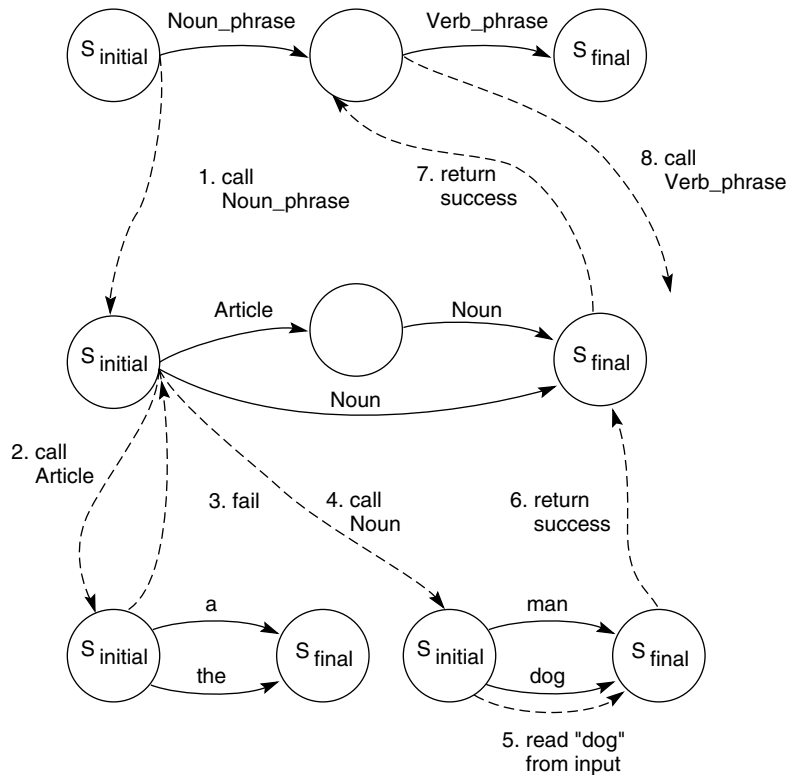 Noun_phrase
Verb_phrase
S initial
S final
1. call
Noun_phrase
7. return
success
8. call
Verb_phrase
Article
Noun
S initial
S final
Noun
2. call
Article
3. fail
4. call
Noun
6. return
success
a
man
S initial
S final
S initial
S final
the
dog
5. read "dog"
from input